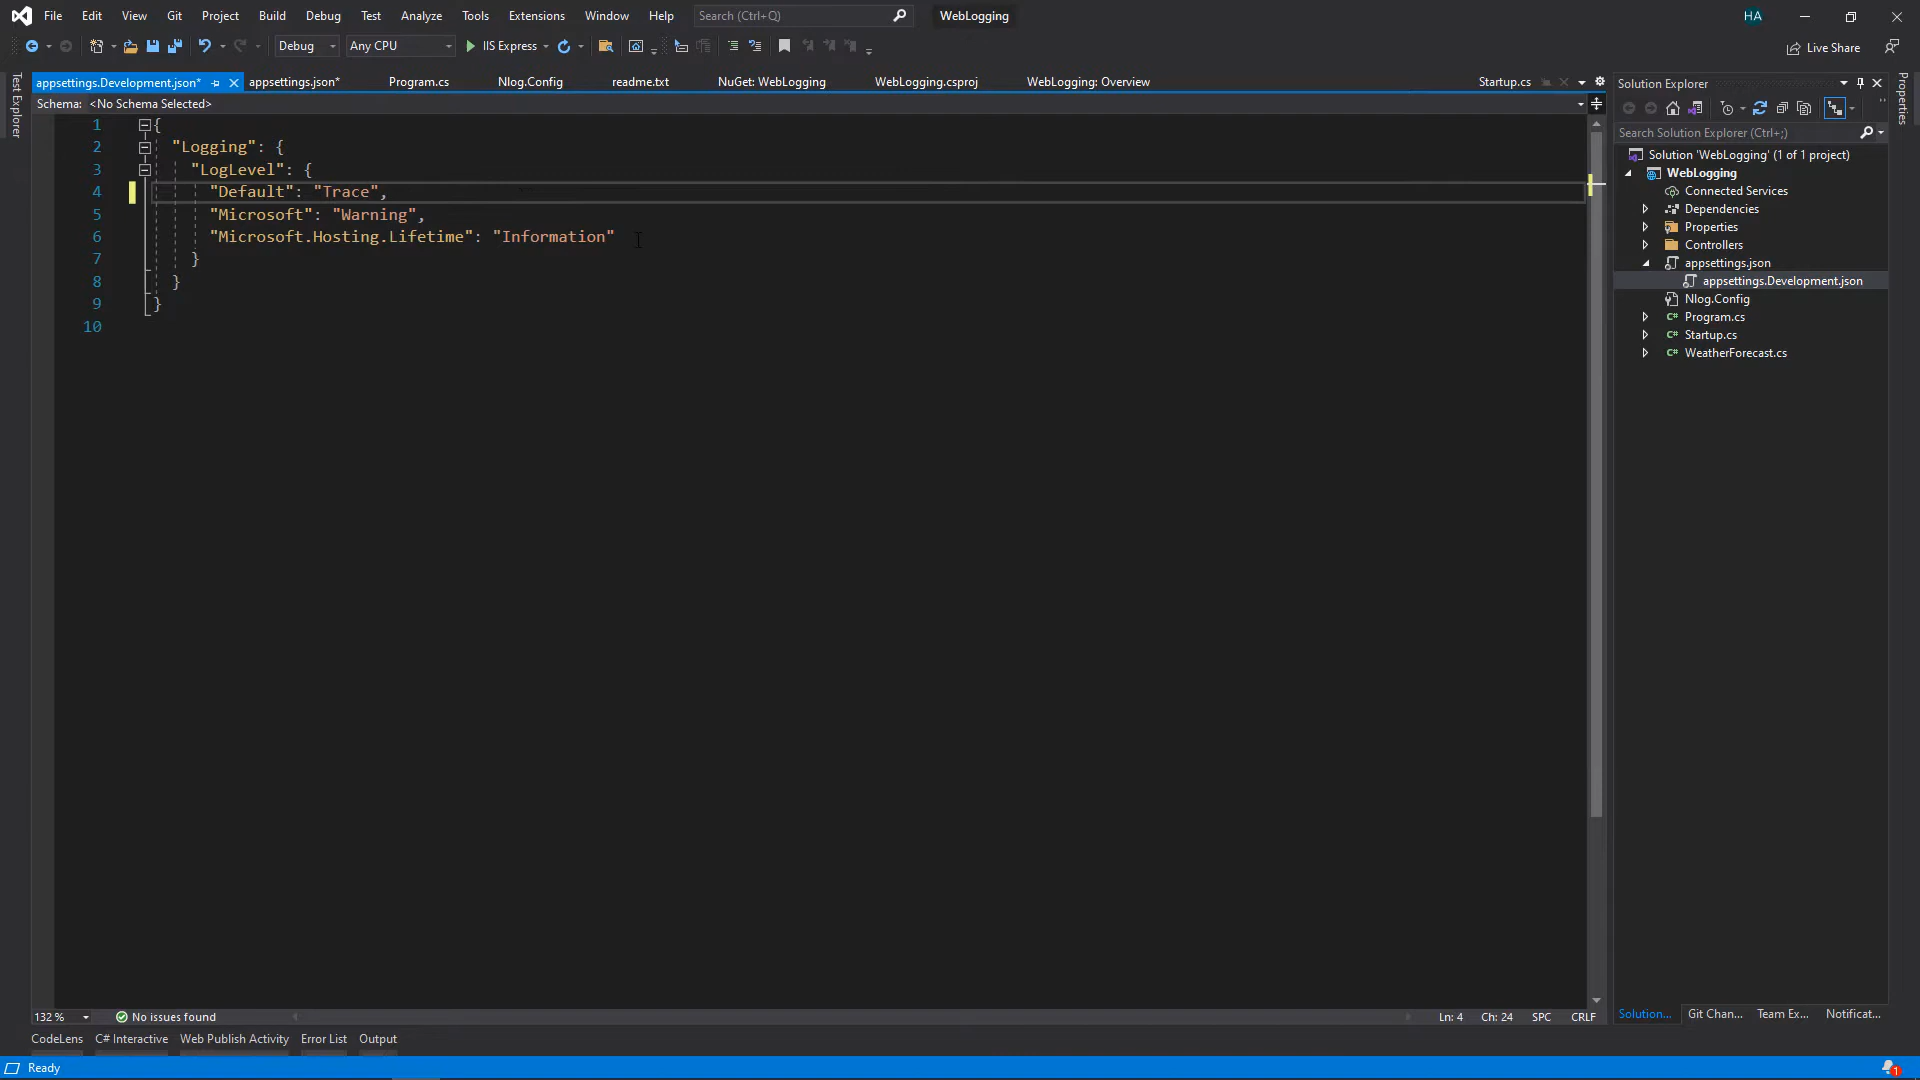 File Edit View Git Project Build Debug Test Analyze Tools Extensions Window Help Search (Ctrl+Q) WebLogging HA
Debug Any CPU IIS Express Live Share
appsettings.Development.json* appsettings.json* Program.cs Nlog.Config readme.txt NuGet: WebLogging WebLogging.csproj WebLogging: Overview Startup.cs
Schema: <No Schema Selected>
1 {
2 "Logging": {
3 "LogLevel": {
4 "Default": "Trace",
5 "Microsoft": "Warning",
6 "Microsoft.Hosting.Lifetime": "Information"
7 }
8 }
9 }
10
132 % No issues found Ln: 4 Ch: 24 SPC CRLF
CodeLens C# Interactive Web Publish Activity Error List Output
Ready
Test Explorer
Solution Explorer
Search Solution Explorer (Ctrl+;)
Solution 'WebLogging' (1 of 1 project)
WebLogging
Connected Services
Dependencies
Properties
Controllers
appsettings.json
appsettings.Development.json
Nlog.Config
C# Program.cs
C# Startup.cs
C# WeatherForecast.cs
Solution... Git Chan... Team Ex... Notificat...
Properties
1